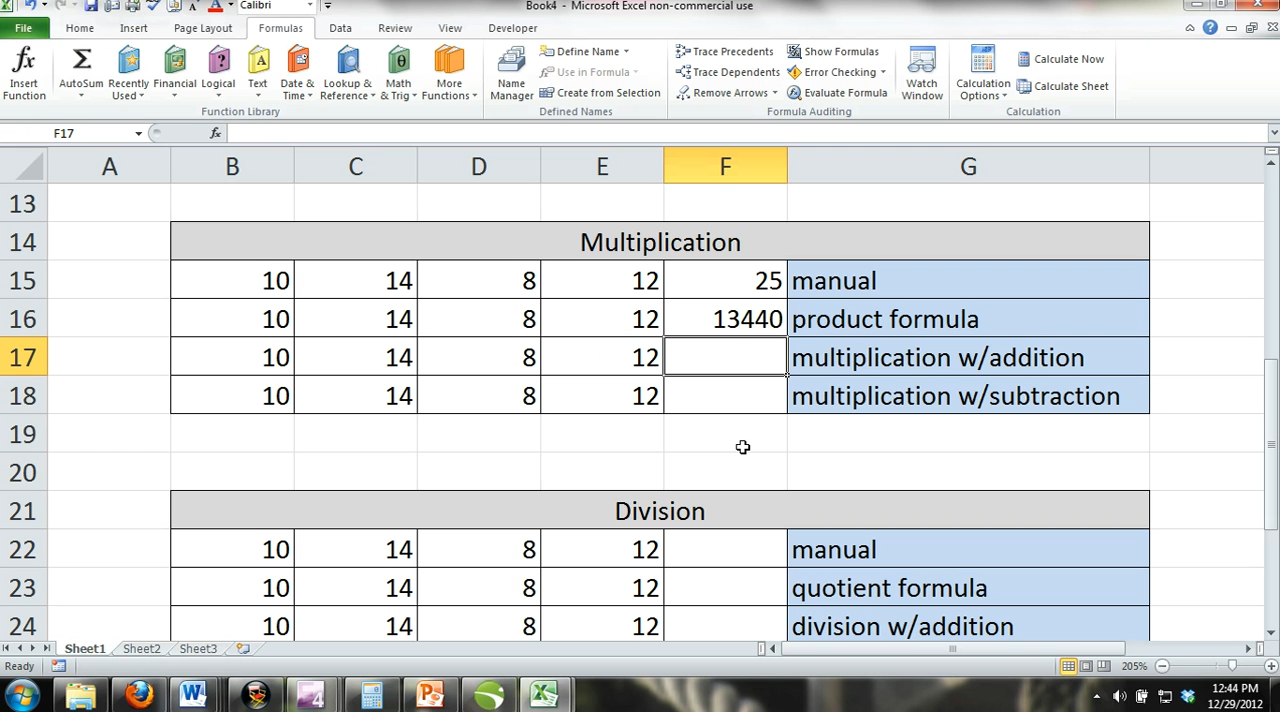 Calibri
Book4 - Microsoft Excel non-commercial use
File Home Insert Page Layout Formulas Data Review View Developer
fx Σ A ? θ
Insert Function
AutoSum
Recently Used
Financial
Logical
Text
Date & Time
Lookup & Reference
Math & Trig
More Functions
Function Library
Name Manager
Define Name
Use in Formula
Create from Selection
Defined Names
Trace Precedents
Trace Dependents
Remove Arrows
Show Formulas
Error Checking
Evaluate Formula
Watch Window
Formula Auditing
Calculation Options
Calculate Now
Calculate Sheet
Calculation
F17 fx
A B C D E F G
13
14 Multiplication
15 10 14 8 12 25 manual
16 10 14 8 12 13440 product formula
17 10 14 8 12 multiplication w/addition
18 10 14 8 12 multiplication w/subtraction
19
20
21 Division
22 10 14 8 12 manual
23 10 14 8 12 quotient formula
24 10 14 8 12 division w/addition
Sheet1 Sheet2 Sheet3
Ready 205%
12:44 PM
12/29/2012